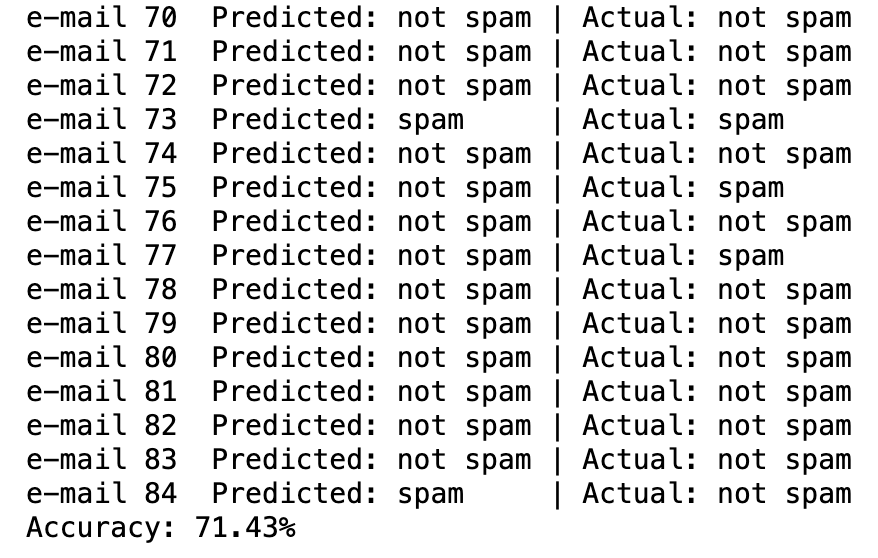 e-mail 70  Predicted: not spam | Actual: not spam
e-mail 71  Predicted: not spam | Actual: not spam
e-mail 72  Predicted: not spam | Actual: not spam
e-mail 73  Predicted: spam     | Actual: spam
e-mail 74  Predicted: not spam | Actual: not spam
e-mail 75  Predicted: not spam | Actual: spam
e-mail 76  Predicted: not spam | Actual: not spam
e-mail 77  Predicted: not spam | Actual: spam
e-mail 78  Predicted: not spam | Actual: not spam
e-mail 79  Predicted: not spam | Actual: not spam
e-mail 80  Predicted: not spam | Actual: not spam
e-mail 81  Predicted: not spam | Actual: not spam
e-mail 82  Predicted: not spam | Actual: not spam
e-mail 83  Predicted: not spam | Actual: not spam
e-mail 84  Predicted: spam     | Actual: not spam
Accuracy: 71.43%